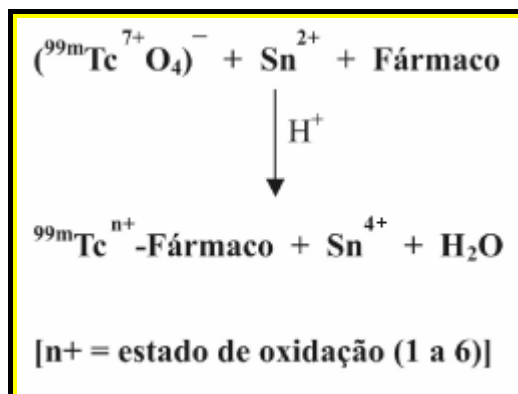 (⁹⁹ᵐTc⁷⁺O₄)⁻ + Sn²⁺ + Fármaco
H⁺
⁹⁹ᵐTcⁿ⁺-Fármaco + Sn⁴⁺ + H₂O
[n+ = estado de oxidação (1 a 6)]